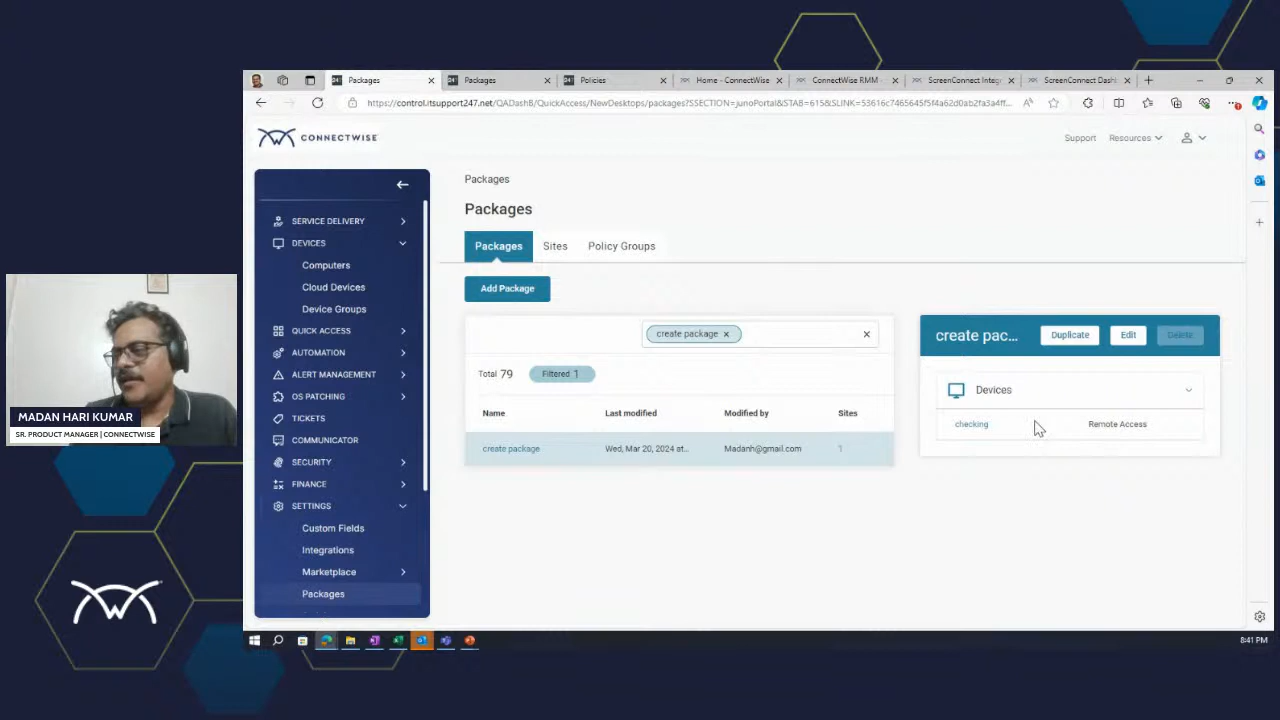 Packages
Packages
Policies
Home - ConnectWise
ConnectWise RMM -
ScreenConnect Integ
ScreenConnect Dash
https://control.itsupport247.net/QADashB/QuickAccess/NewDesktops/packages?SSECTION=junoPortal&STAB=615&SLINK=53616c7465645f5f4a62d0ab2fa3a4ff...
CONNECTWISE
Support
Resources
SERVICE DELIVERY
DEVICES
Computers
Cloud Devices
Device Groups
QUICK ACCESS
AUTOMATION
ALERT MANAGEMENT
OS PATCHING
TICKETS
COMMUNICATOR
SECURITY
FINANCE
SETTINGS
Custom Fields
Integrations
Marketplace
Packages
Packages
Packages
Packages
Sites
Policy Groups
Add Package
create package
Total 79
Filtered 1
Name
Last modified
Modified by
Sites
create package
Wed, Mar 20, 2024 at...
Madanh@gmail.com
1
create pac...
Duplicate
Edit
Delete
Devices
checking
Remote Access
MADAN HARI KUMAR
SR. PRODUCT MANAGER | CONNECTWISE
8:41 PM